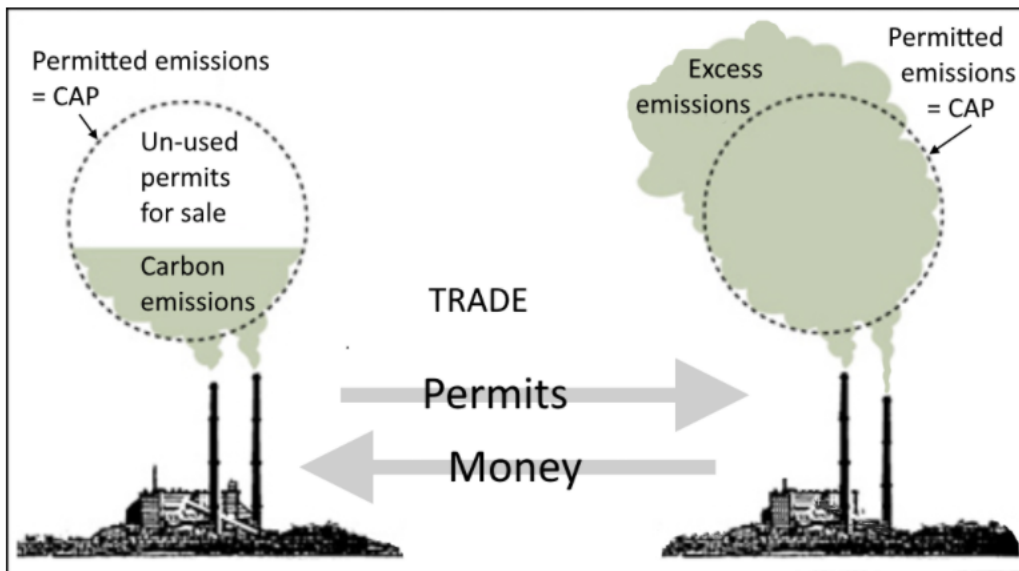 Permitted emissions
= CAP
Un-used
permits
for sale
Carbon
emissions
TRADE
Permits
Money
Excess
emissions
Permitted
emissions
= CAP